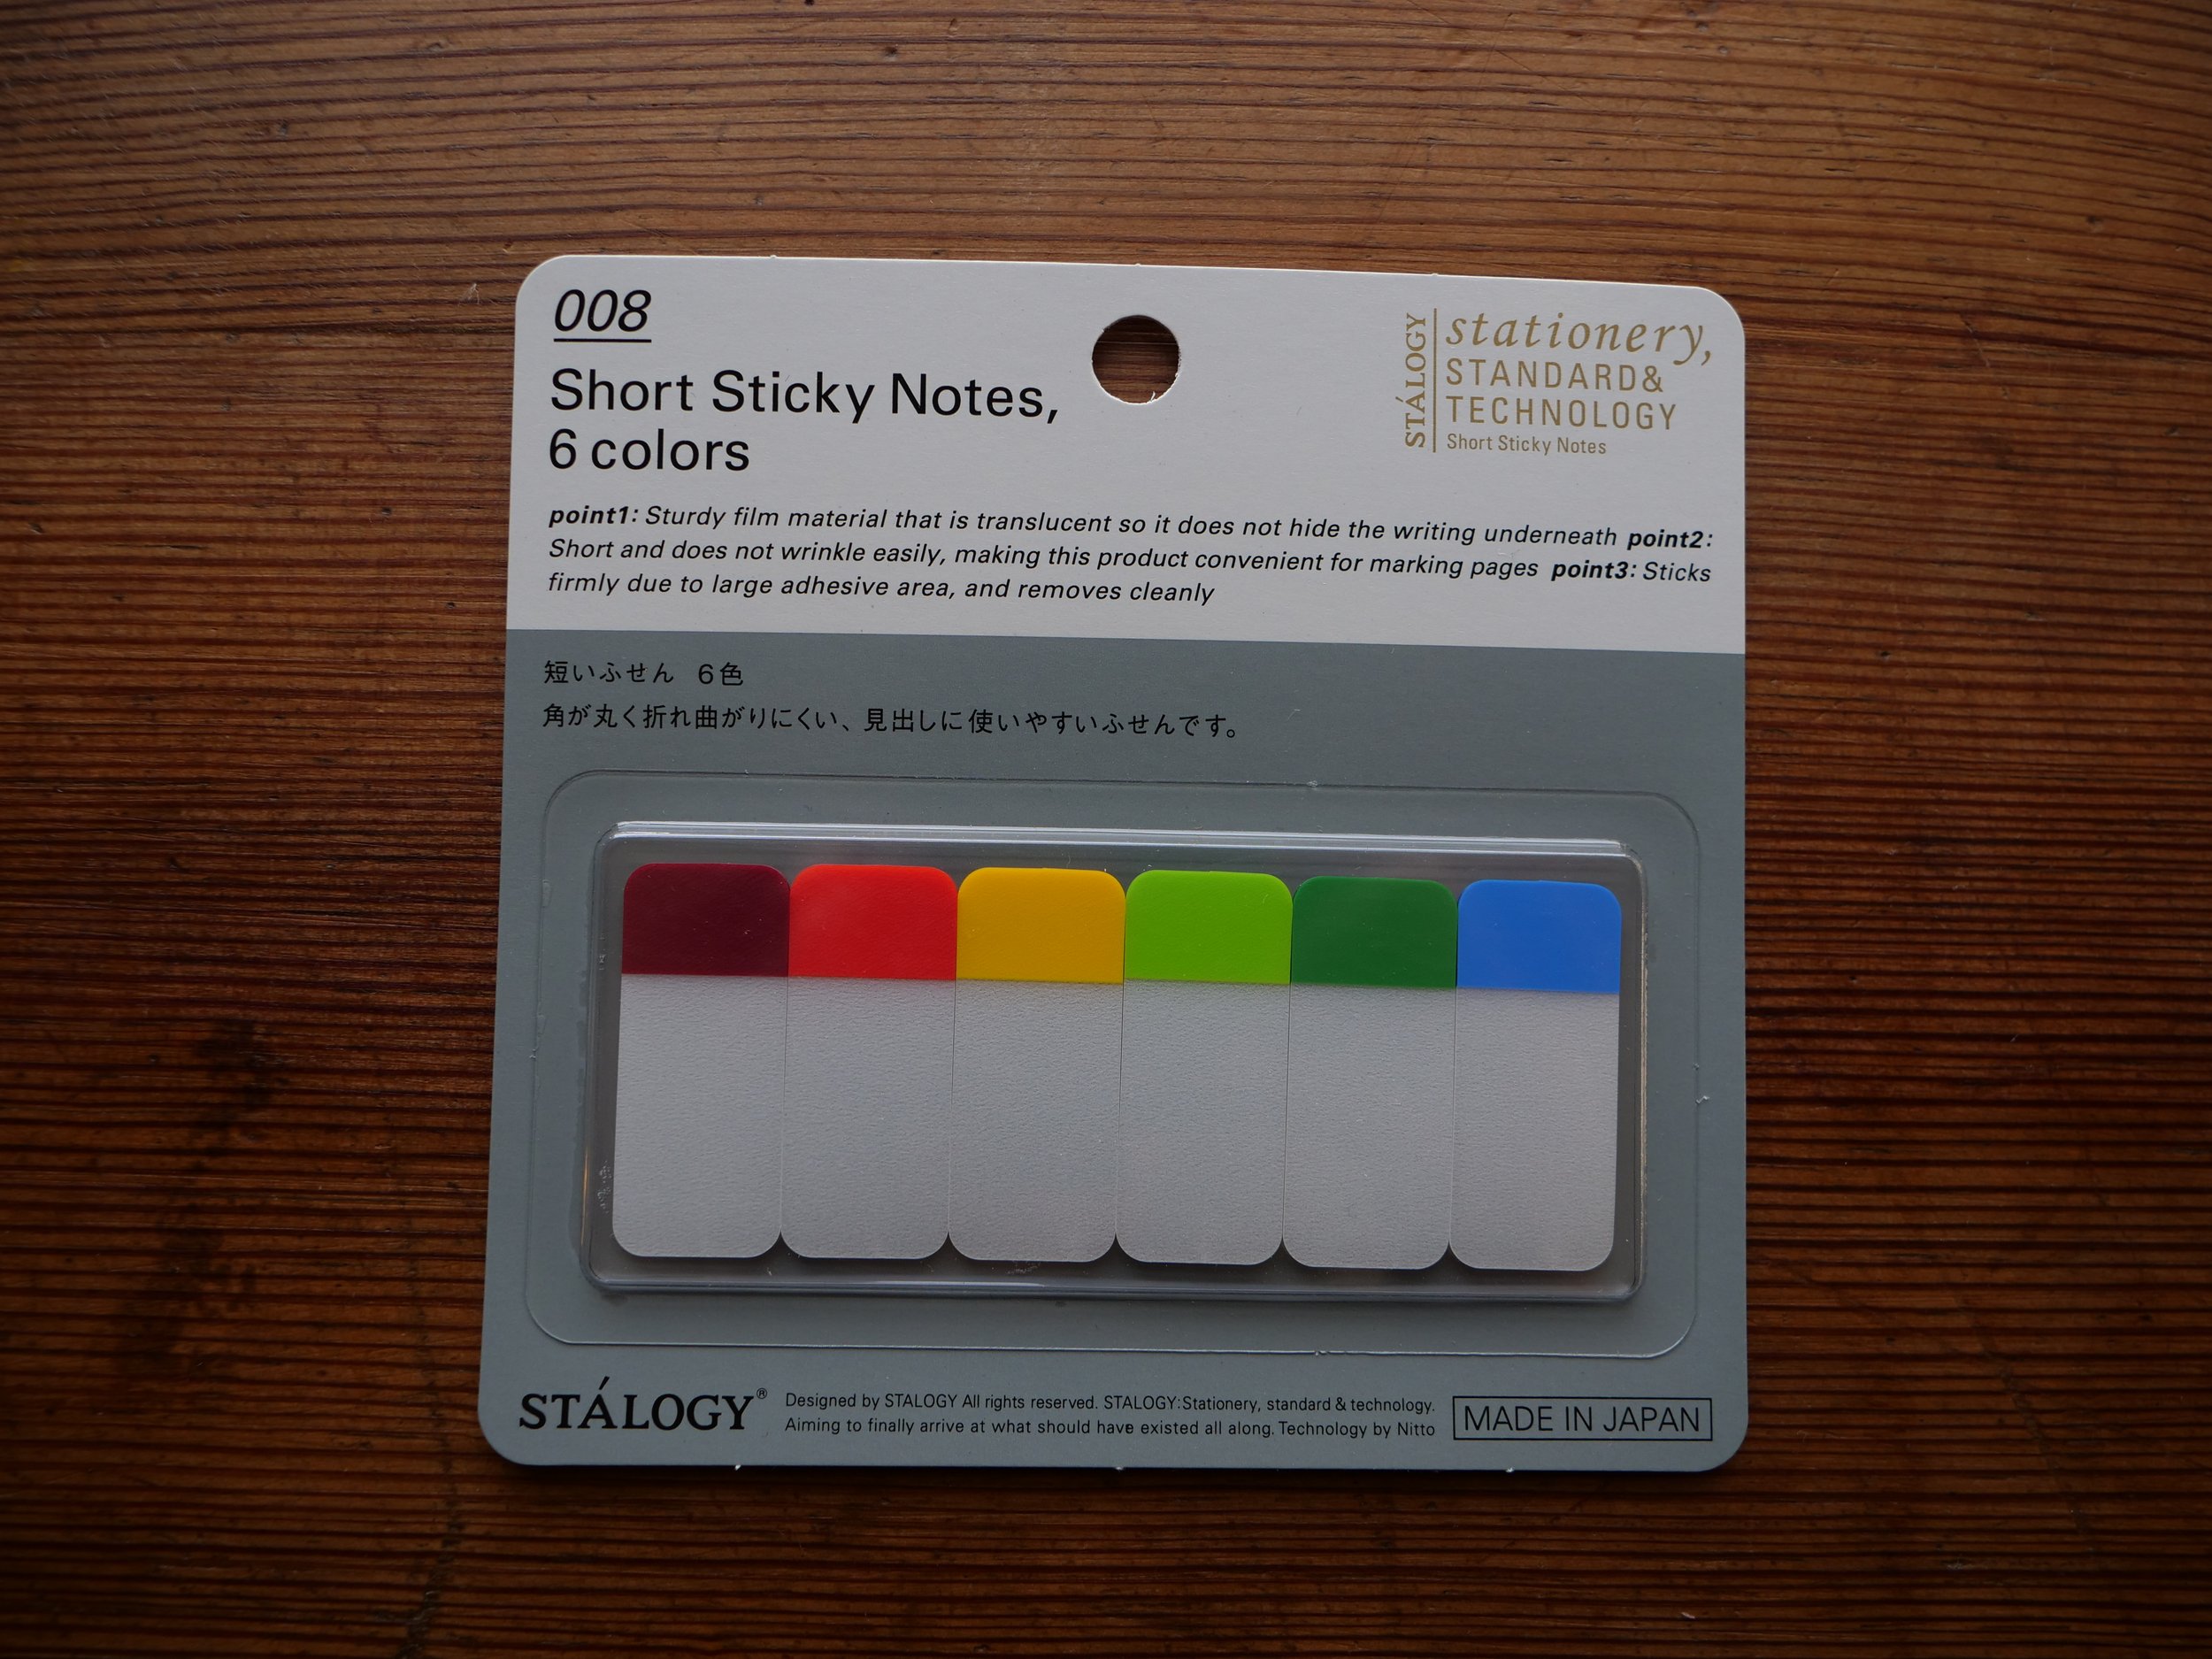 008
Short Sticky Notes,
6 colors
STÁLOGY
stationery,
STANDARD&
TECHNOLOGY
Short Sticky Notes
point1: Sturdy film material that is translucent so it does not hide the writing underneath point2:
Short and does not wrinkle easily, making this product convenient for marking pages point3: Sticks
firmly due to large adhesive area, and removes cleanly
短いふせん 6色
角が丸く折れ曲がりにくい、見出しに使いやすいふせんです。
STÁLOGY®
Designed by STALOGY All rights reserved. STALOGY:Stationery, standard & technology.
Aiming to finally arrive at what should have existed all along. Technology by Nitto
MADE IN JAPAN